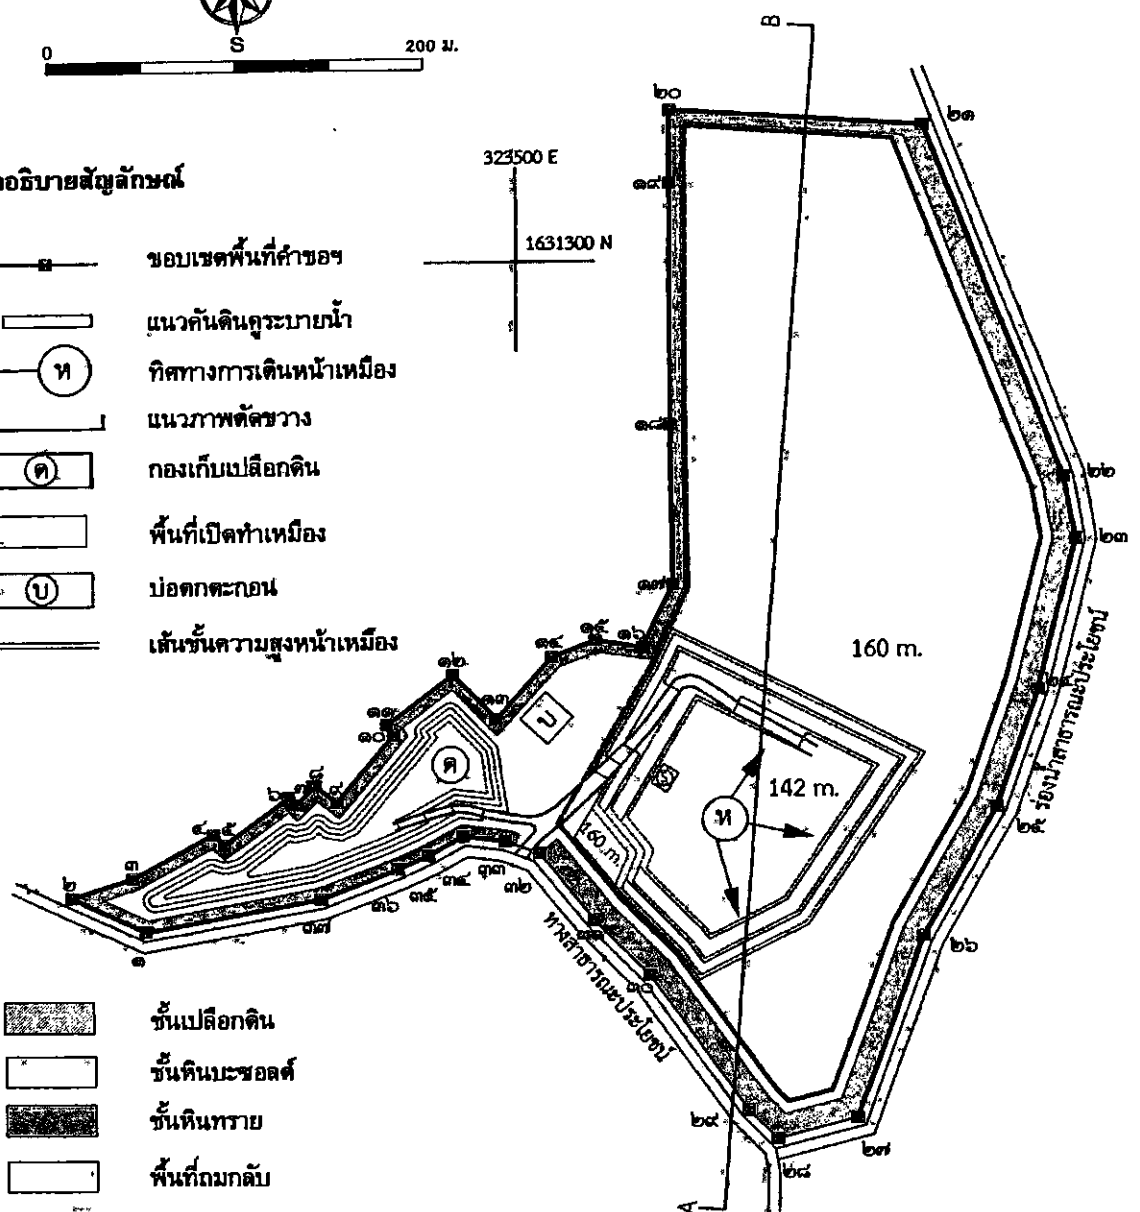 S
0 200 ม.
323500 E
1631300 N
อธิบายสัญลักษณ์
ขอบเขตพื้นที่คำขอฯ
แนวคันดินคูระบายน้ำ
ห ทิศทางการเดินหน้าเหมือง
แนวภาพตัดขวาง
ด กองเก็บเปลือกดิน
พื้นที่เปิดทำเหมือง
บ บ่อตกตะกอน
เส้นชั้นความสูงหน้าเหมือง
ชั้นเปลือกดิน
ชั้นหินบะซอลต์
ชั้นหินทราย
พื้นที่ถมกลับ
B
๒๐
๒๑
๑๙
๑๘
๒๒
๒๓
๑๗
๑๖
๑๕
๑๔
๑๓
๑๒
๑๑
๑๐
๙
๘
๗
๖
๕
๔
๓
๒
๑
บ
ด
160 m.
142 m.
ห
160 m.
๒๔
ร่องน้ำสาธารณะประโยชน์
๒๕
๒๖
๒๗
๒๘
๒๙
๓๐
๓๑
๓๒
๓๓
๓๔
๓๕
๓๖
๓๗
ทางสาธารณะประโยชน์
A